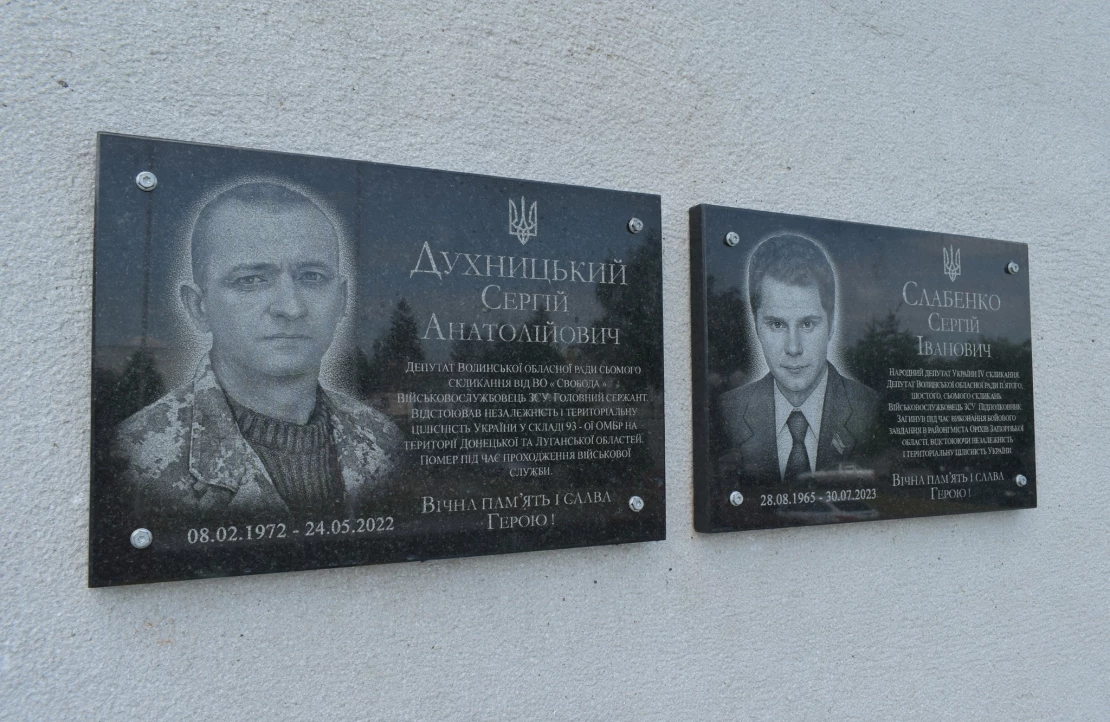 Духницький
Сергій
Анатолійович
Депутат Волинської обласної ради сьомого
скликання від ВО « Свобода »
Військовослужбовець ЗСУ. Головний сержант.
Відстоював незалежність і територіальну
цілісність України у складі 93 - ої ОМБр на
території Донецької та Луганської областей.
Помер під час проходження військової
служби.
Вічна пам'ять і слава
Герою !
08.02.1972 - 24.05.2022
Слабенко
Сергій
Іванович
Народний депутат України IV скликання.
Депутат Волинської обласної ради п'ятого,
шостого, сьомого скликань.
Військовослужбовець ЗСУ. Підполковник.
Загинув під час виконання бойового
завдання в районі міста Оріхів Запорізької
області, відстоюючи незалежність
і територіальну цілісність України.
Вічна пам'ять і слава
Герою !
28.08.1965 - 30.07.2023